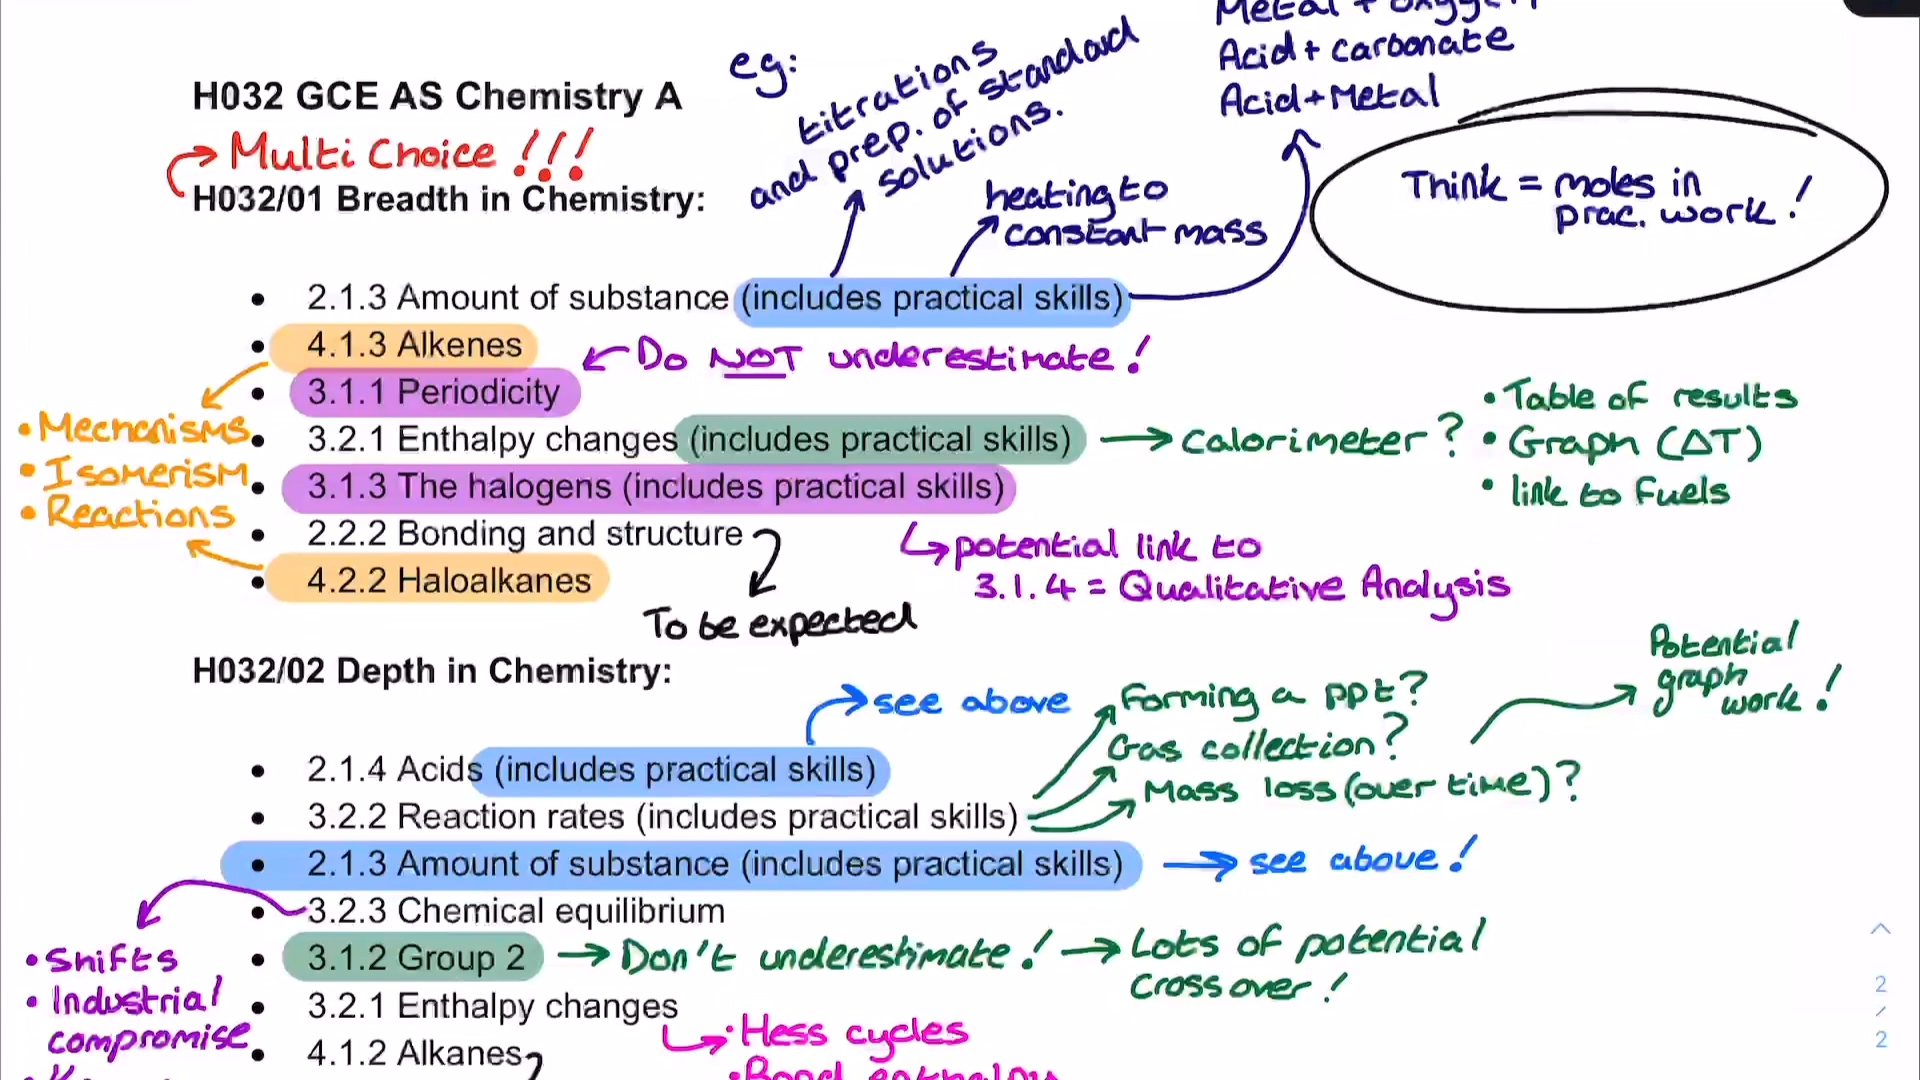 Metal + oxygen
eg:
Acid + carbonate
titrations
and prep. of standard
solutions.
Acid + Metal
H032 GCE AS Chemistry A
Multi Choice !!!
H032/01 Breadth in Chemistry:
heating to
constant mass
Think = moles in
prac. work !
• 2.1.3 Amount of substance (includes practical skills)
• 4.1.3 Alkenes
Do NOT underestimate !
• 3.1.1 Periodicity
• Mechanisms
• Isomerism
• Reactions
• 3.2.1 Enthalpy changes (includes practical skills)
calorimeter ?
• Table of results
• Graph (ΔT)
• link to Fuels
• 3.1.3 The halogens (includes practical skills)
potential link to
3.1.4 = Qualitative Analysis
• 2.2.2 Bonding and structure
To be expected
• 4.2.2 Haloalkanes
H032/02 Depth in Chemistry:
see above
Forming a ppt?
Gas collection?
Mass loss (over time) ?
Potential
graph
work !
• 2.1.4 Acids (includes practical skills)
• 3.2.2 Reaction rates (includes practical skills)
• 2.1.3 Amount of substance (includes practical skills)
see above !
• 3.2.3 Chemical equilibrium
• Shifts
• Industrial
compromise
• 3.1.2 Group 2
Don't underestimate !
Lots of potential
crossover !
• 3.2.1 Enthalpy changes
• Hess cycles
• Bond enthalpy
• 4.1.2 Alkanes
2
/
2